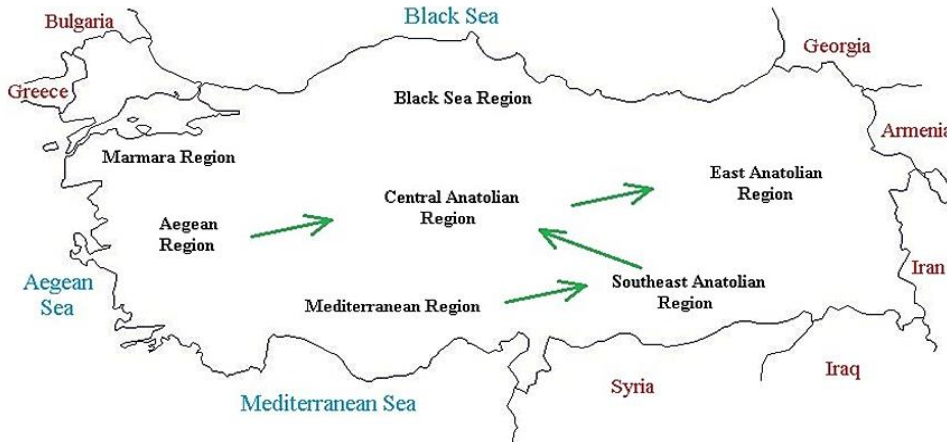 Bulgaria
Black Sea
Georgia
Greece
Black Sea Region
Armenia
Marmara Region
East Anatolian
Region
Central Anatolian
Region
Aegean
Region
Aegean
Sea
Iran
Southeast Anatolian
Region
Mediterranean Region
Syria
Iraq
Mediterranean Sea